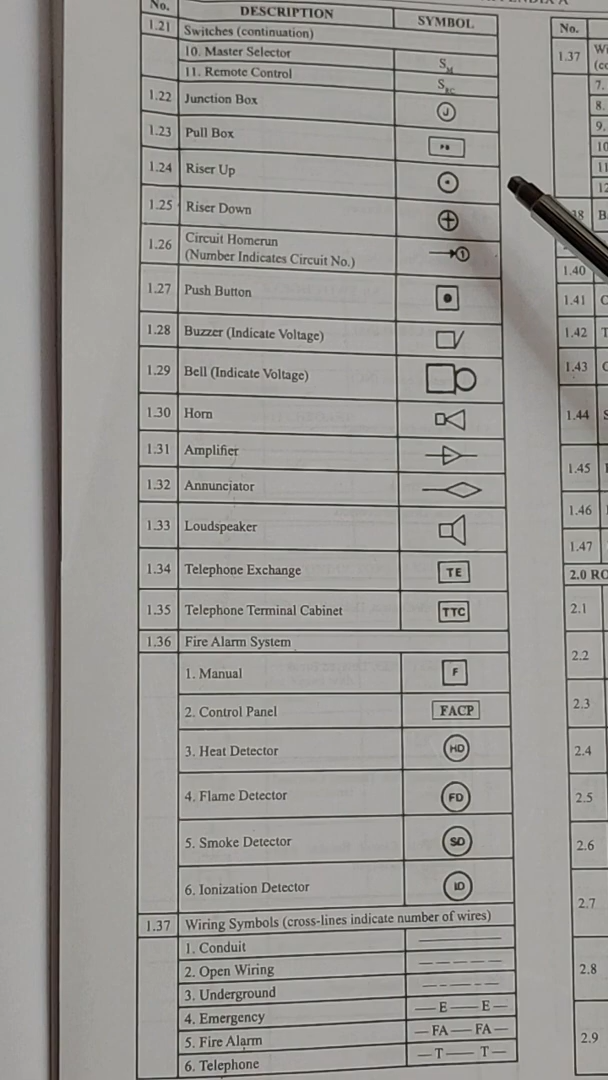 No. DESCRIPTION SYMBOL
1.21 Switches (continuation)
10. Master Selector S_M
11. Remote Control S_RC
1.22 Junction Box J
1.23 Pull Box PB
1.24 Riser Up
1.25 Riser Down
1.26 Circuit Homerun
(Number Indicates Circuit No.) 1
1.27 Push Button
1.28 Buzzer (Indicate Voltage)
1.29 Bell (Indicate Voltage)
1.30 Horn
1.31 Amplifier
1.32 Annunciator
1.33 Loudspeaker
1.34 Telephone Exchange TE
1.35 Telephone Terminal Cabinet TTC
1.36 Fire Alarm System
1. Manual F
2. Control Panel FACP
3. Heat Detector HD
4. Flame Detector FD
5. Smoke Detector SD
6. Ionization Detector ID
1.37 Wiring Symbols (cross-lines indicate number of wires)
1. Conduit
2. Open Wiring
3. Underground
4. Emergency — E — E —
5. Fire Alarm — FA — FA —
6. Telephone — T — T —
No.
1.37
7.
8.
9.
10
11
12
1.40
1.41
1.42
1.43
1.44
1.45
1.46
1.47
2.0 RO
2.1
2.2
2.3
2.4
2.5
2.6
2.7
2.8
2.9